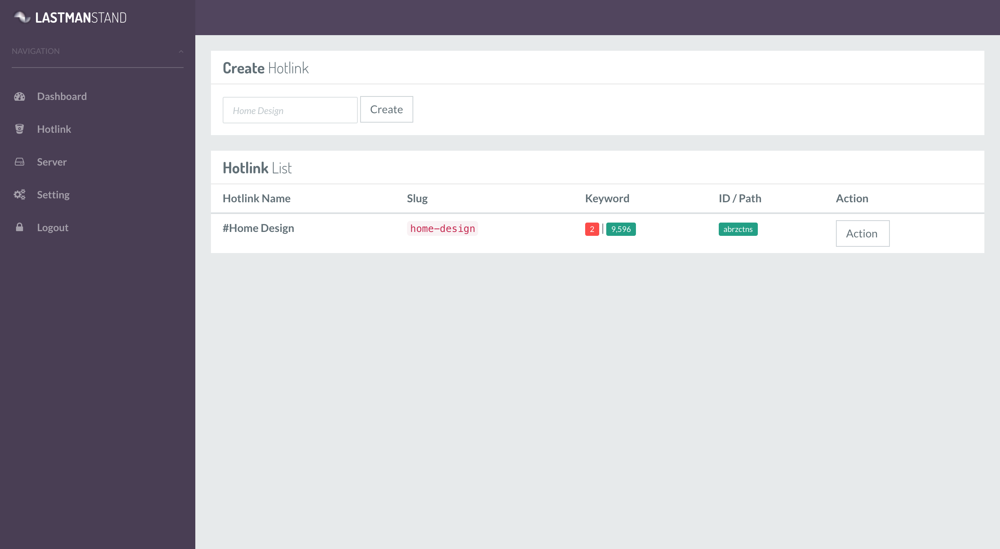 LASTMANSTAND
NAVIGATION
Dashboard
Hotlink
Server
Setting
Logout
Create Hotlink
Home Design
Create
Hotlink List
Hotlink Name Slug Keyword ID / Path Action
#Home Design home-design 2 | 9,596 abrzctns Action